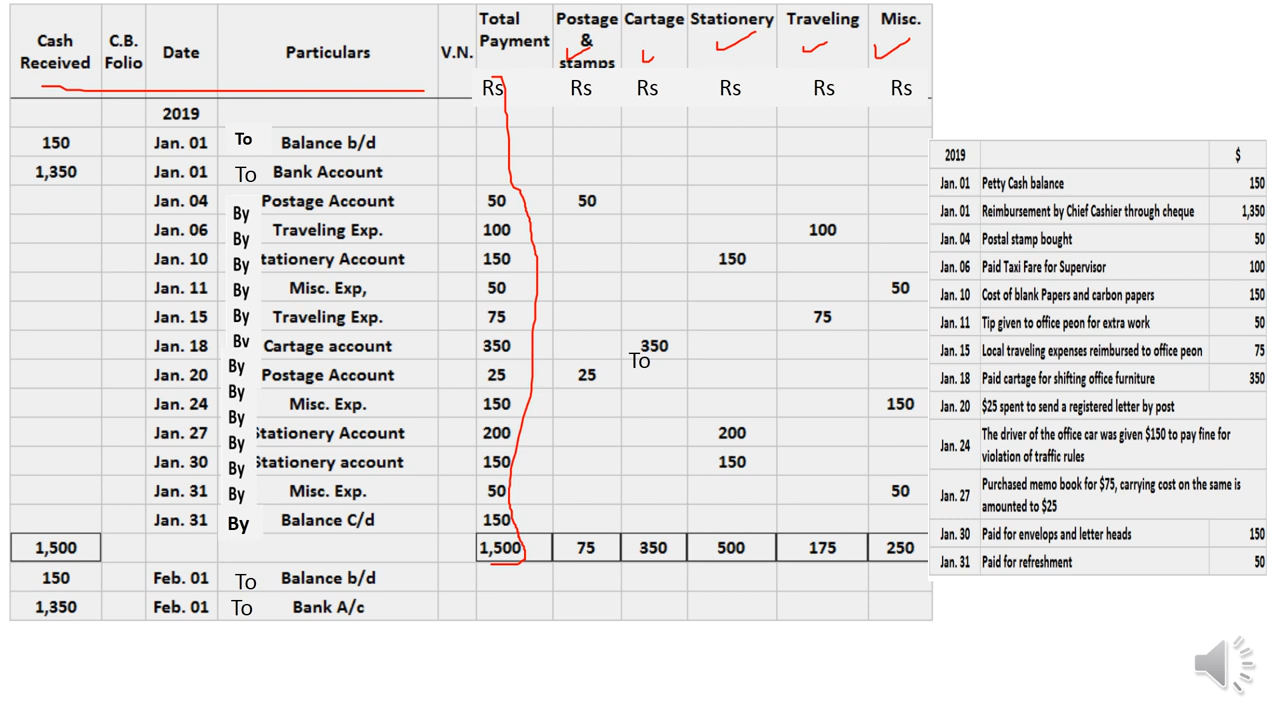 Cash Received C.B. Folio Date Particulars V.N. Total Payment Postage & stamps Cartage Stationery Traveling Misc.
Rs Rs Rs Rs Rs Rs
2019
150 Jan. 01 To Balance b/d
1,350 Jan. 01 To Bank Account
Jan. 04 By Postage Account 50 50
Jan. 06 By Traveling Exp. 100 100
Jan. 10 By tationery Account 150 150
Jan. 11 By Misc. Exp, 50 50
Jan. 15 By Traveling Exp. 75 75
Jan. 18 By Cartage account 350 350
To
Jan. 20 By Postage Account 25 25
Jan. 24 By Misc. Exp. 150 150
Jan. 27 By Stationery Account 200 200
Jan. 30 By Stationery account 150 150
Jan. 31 By Misc. Exp. 50 50
By
Jan. 31 By Balance C/d 150
1,500 1,500 75 350 500 175 250
150 Feb. 01 To Balance b/d
1,350 Feb. 01 To Bank A/c
2019 $
Jan. 01 Petty Cash balance 150
Jan. 01 Reimbursement by Chief Cashier through cheque 1,350
Jan. 04 Postal stamp bought 50
Jan. 06 Paid Taxi Fare for Supervisor 100
Jan. 10 Cost of blank Papers and carbon papers 150
Jan. 11 Tip given to office peon for extra work 50
Jan. 15 Local traveling expenses reimbursed to office peon 75
Jan. 18 Paid cartage for shifting office furniture 350
Jan. 20 $25 spent to send a registered letter by post
Jan. 24 The driver of the office car was given $150 to pay fine for
violation of traffic rules
Jan. 27 Purchased memo book for $75, carrying cost on the same is
amounted to $25
Jan. 30 Paid for envelops and letter heads 150
Jan. 31 Paid for refreshment 50